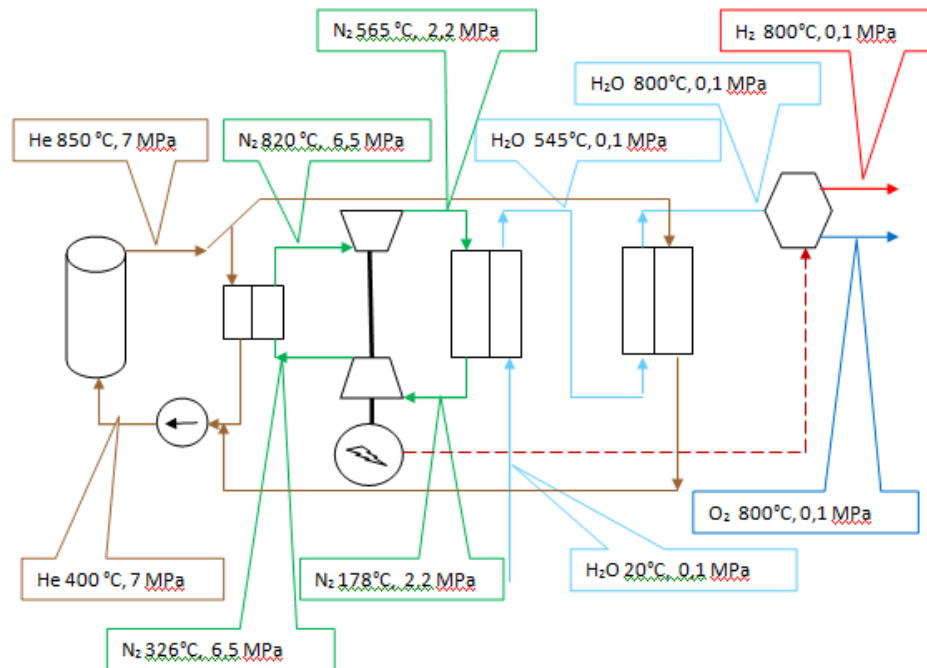 N₂ 565 °C, 2,2 MPa
H₂ 800°C, 0,1 MPa
H₂O 800°C, 0,1 MPa
He 850 °C, 7 MPa
N₂ 820 °C, 6,5 MPa
H₂O 545°C, 0,1 MPa
O₂ 800°C, 0,1 MPa
He 400 °C, 7 MPa
N₂ 178°C, 2,2 MPa
H₂O 20°C, 0,1 MPa
N₂ 326°C, 6,5 MPa